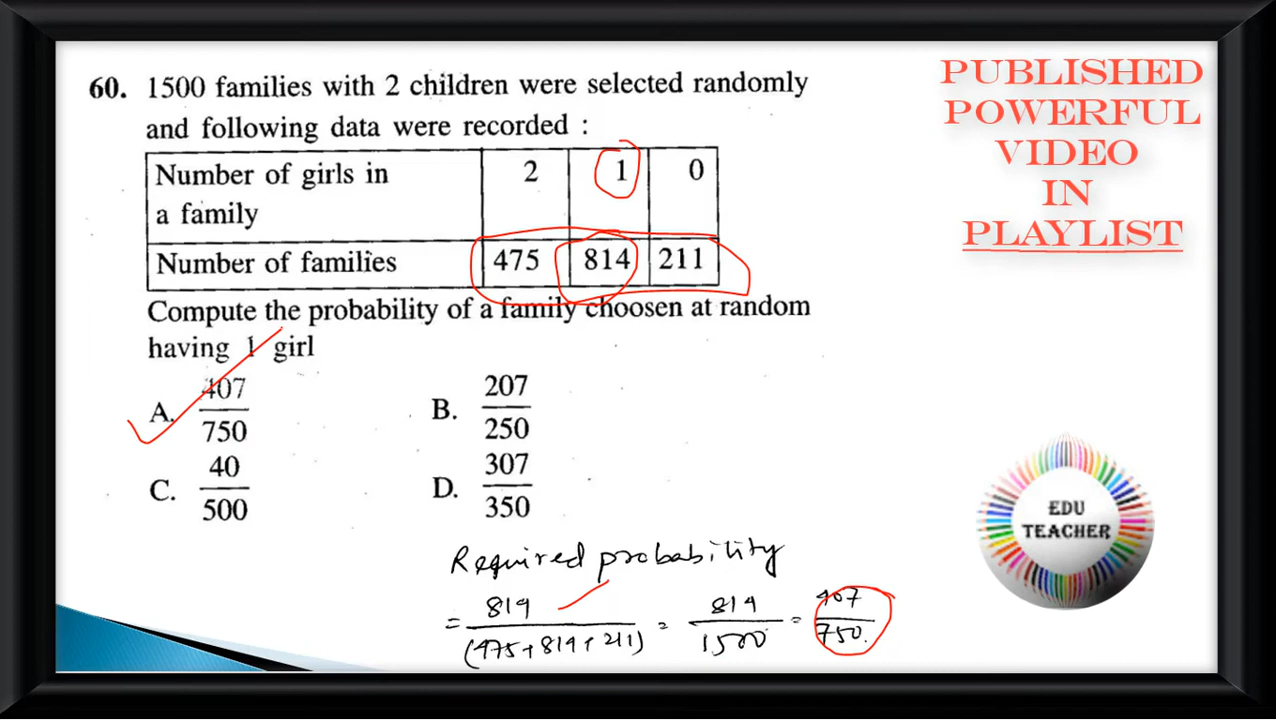 60. 1500 families with 2 children were selected randomly
and following data were recorded :
Number of girls in a family 2 1 0
Number of families 475 814 211
Compute the probability of a family choosen at random
having 1 girl
A. 407/750 B. 207/250
C. 40/500 D. 307/350
Required probability
= 814/(475+814+211) = 814/1500 = 407/750.
PUBLISHED
POWERFUL
VIDEO
IN
PLAYLIST
EDU
TEACHER